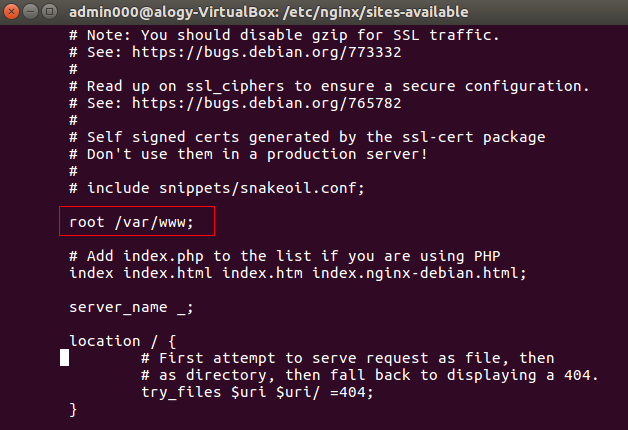 admin000@alogy-VirtualBox: /etc/nginx/sites-available
# Note: You should disable gzip for SSL traffic.
# See: https://bugs.debian.org/773332
#
# Read up on ssl_ciphers to ensure a secure configuration.
# See: https://bugs.debian.org/765782
#
# Self signed certs generated by the ssl-cert package
# Don't use them in a production server!
#
# include snippets/snakeoil.conf;
root /var/www;
# Add index.php to the list if you are using PHP
index index.html index.htm index.nginx-debian.html;
server_name _;
location / {
# First attempt to serve request as file, then
# as directory, then fall back to displaying a 404.
try_files $uri $uri/ =404;
}